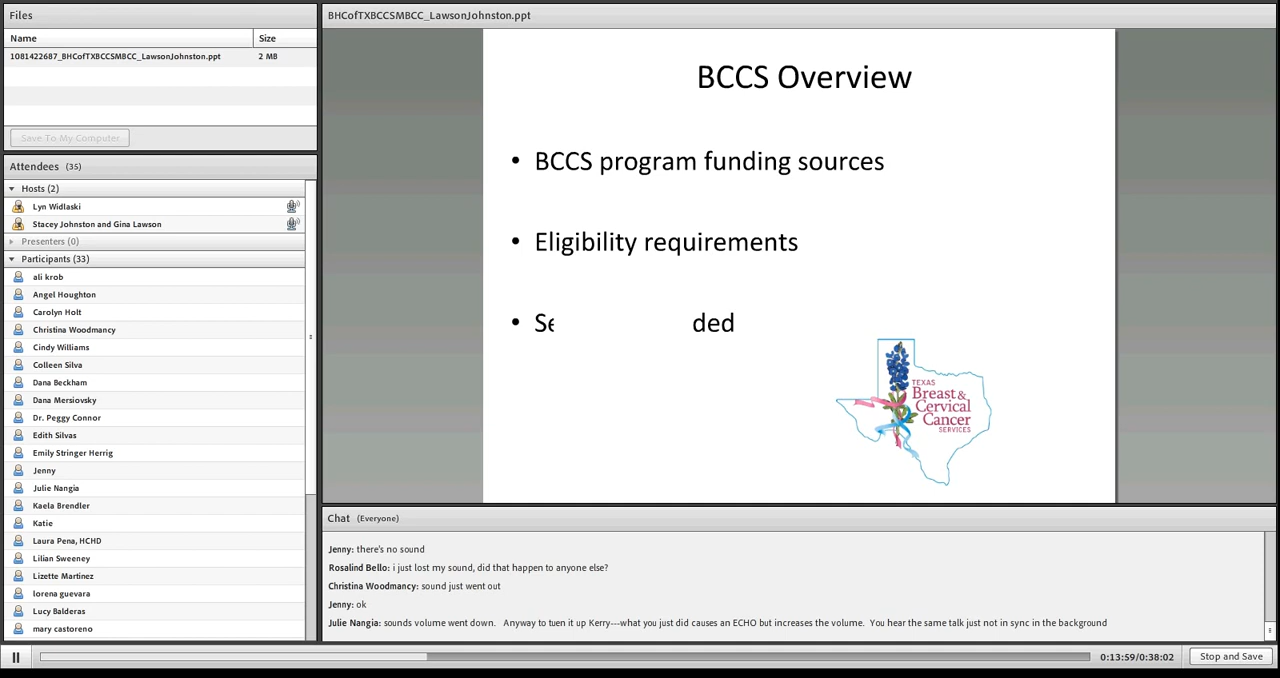 Files
Name Size
1081422687_BHCofTXBCCSMBCC_LawsonJohnston.ppt 2 MB
Save To My Computer
Attendees (35)
Hosts (2)
Lyn Widlaski
Stacey Johnston and Gina Lawson
Presenters (0)
Participants (33)
ali krob
Angel Houghton
Carolyn Holt
Christina Woodmancy
Cindy Williams
Colleen Silva
Dana Beckham
Dana Mersiovsky
Dr. Peggy Connor
Edith Silvas
Emily Stringer Herrig
Jenny
Julie Nangia
Kaela Brendler
Katie
Laura Pena, HCHD
Lilian Sweeney
Lizette Martinez
lorena guevara
Lucy Balderas
mary castoreno
BHCofTXBCCSMBCC_LawsonJohnston.ppt
BCCS Overview
• BCCS program funding sources
• Eligibility requirements
• Se ded
TEXAS
Breast &
Cervical
Cancer
SERVICES
Chat (Everyone)
Jenny: there's no sound
Rosalind Bello: i just lost my sound, did that happen to anyone else?
Christina Woodmancy: sound just went out
Jenny: ok
Julie Nangia: sounds volume went down. Anyway to tuen it up Kerry---what you just did causes an ECHO but increases the volume. You hear the same talk just not in sync in the background
0:13:59/0:38:02
Stop and Save